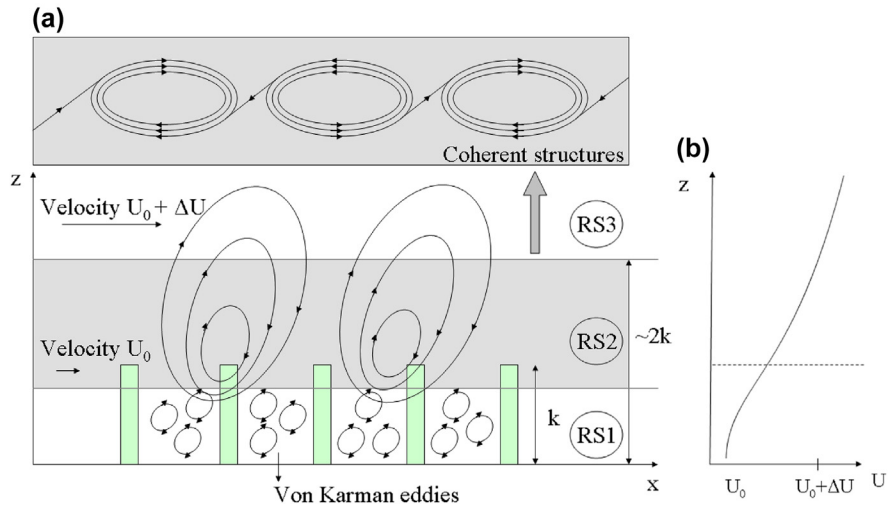 (a)
Coherent structures
z
Velocity U₀ + ΔU
RS3
Velocity U₀
RS2
~2k
k
RS1
x
Von Karman eddies
(b)
z
U₀
U₀+ΔU
U